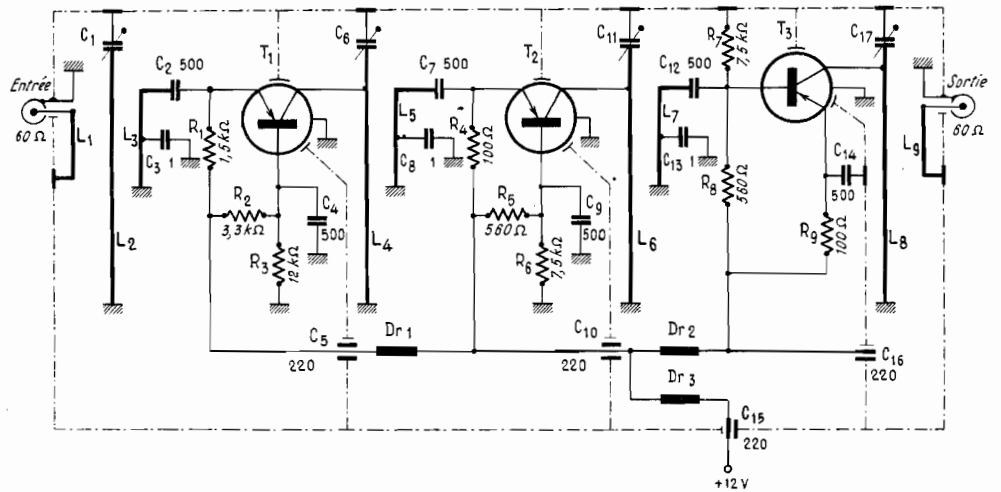 C1
T1
C6
T2
C11
R7
7,5 kΩ
T3
C17
Entrée
60 Ω
L1
C2 500
L3
C3 1
R1
1,5 kΩ
R2
3,3 kΩ
R3
12 kΩ
C4
500
L2
L4
C7 500
L5
C8 1
R4
100 Ω
R5
560 Ω
R6
7,5 kΩ
C9
500
L6
C12 500
L7
C13 1
R8
560 Ω
C14
500
R9
100 Ω
L8
L9
Sortie
60 Ω
C5
220
Dr1
C10
220
Dr2
C16
220
Dr3
C15
220
+12 V